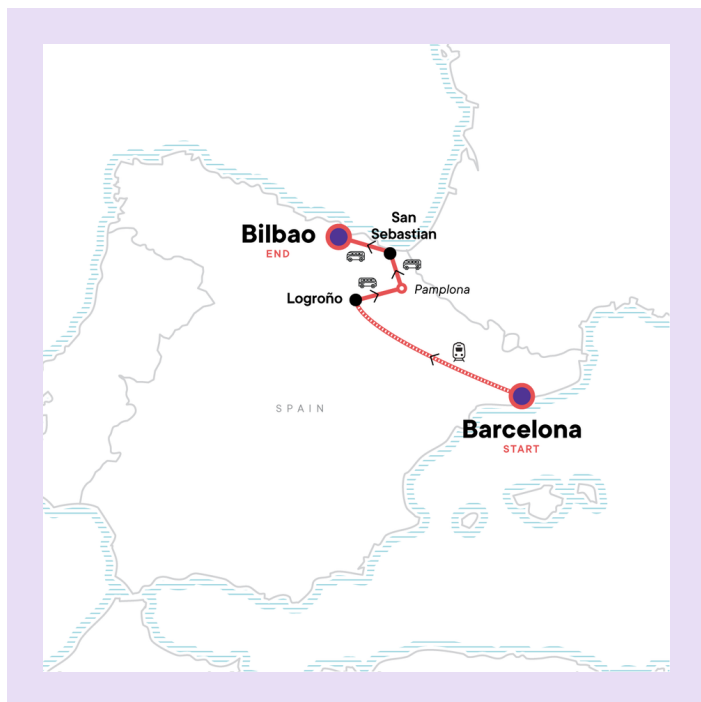 San
Sebastian
Bilbao
END
Pamplona
Logroño
SPAIN
Barcelona
START